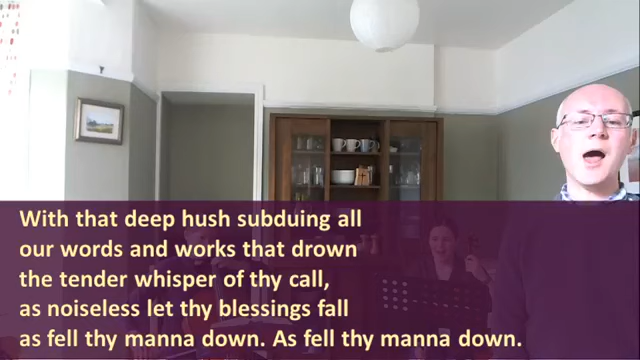 With that deep hush subduing all
our words and works that drown
the tender whisper of thy call,
as noiseless let thy blessings fall
as fell thy manna down. As fell thy manna down.